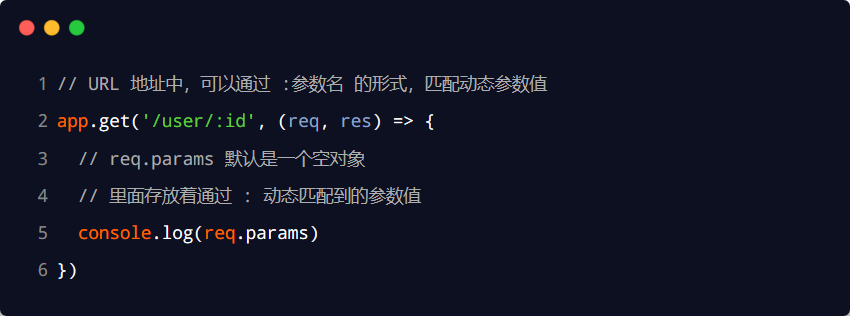 1 // URL 地址中，可以通过 :参数名 的形式，匹配动态参数值
2 app.get('/user/:id', (req, res) => {
3   // req.params 默认是一个空对象
4   // 里面存放着通过 : 动态匹配到的参数值
5   console.log(req.params)
6 })